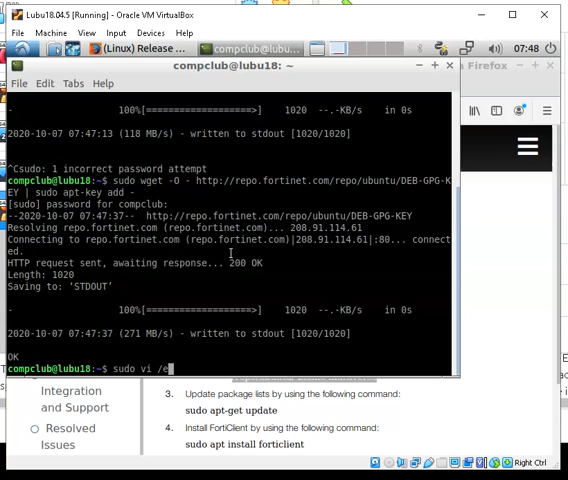 Lubu18.04.5 [Running] - Oracle VM VirtualBox
File Machine View Input Devices Help
(Linux) Release ... compclub@lubu18:... 07:48
compclub@lubu18: ~
Firefox
File Edit Tabs Help
- 100%[===================>] 1020 --.-KB/s in 0s
2020-10-07 07:47:13 (118 MB/s) - written to stdout [1020/1020]
^Csudo: 1 incorrect password attempt
compclub@lubu18:~$ sudo wget -O - http://repo.fortinet.com/repo/ubuntu/DEB-GPG-K
EY | sudo apt-key add -
[sudo] password for compclub:
--2020-10-07 07:47:37-- http://repo.fortinet.com/repo/ubuntu/DEB-GPG-KEY
Resolving repo.fortinet.com (repo.fortinet.com)... 208.91.114.61
Connecting to repo.fortinet.com (repo.fortinet.com)|208.91.114.61|:80... connect
ed.
HTTP request sent, awaiting response... 200 OK
Length: 1020
Saving to: ‘STDOUT’
- 100%[===================>] 1020 --.-KB/s in 0s
2020-10-07 07:47:37 (271 MB/s) - written to stdout [1020/1020]
OK
compclub@lubu18:~$ sudo vi /e
Integration
and Support
Resolved
Issues
3. Update package lists by using the following command:
sudo apt-get update
4. Install FortiClient by using the following command:
sudo apt install forticlient
Right Ctrl